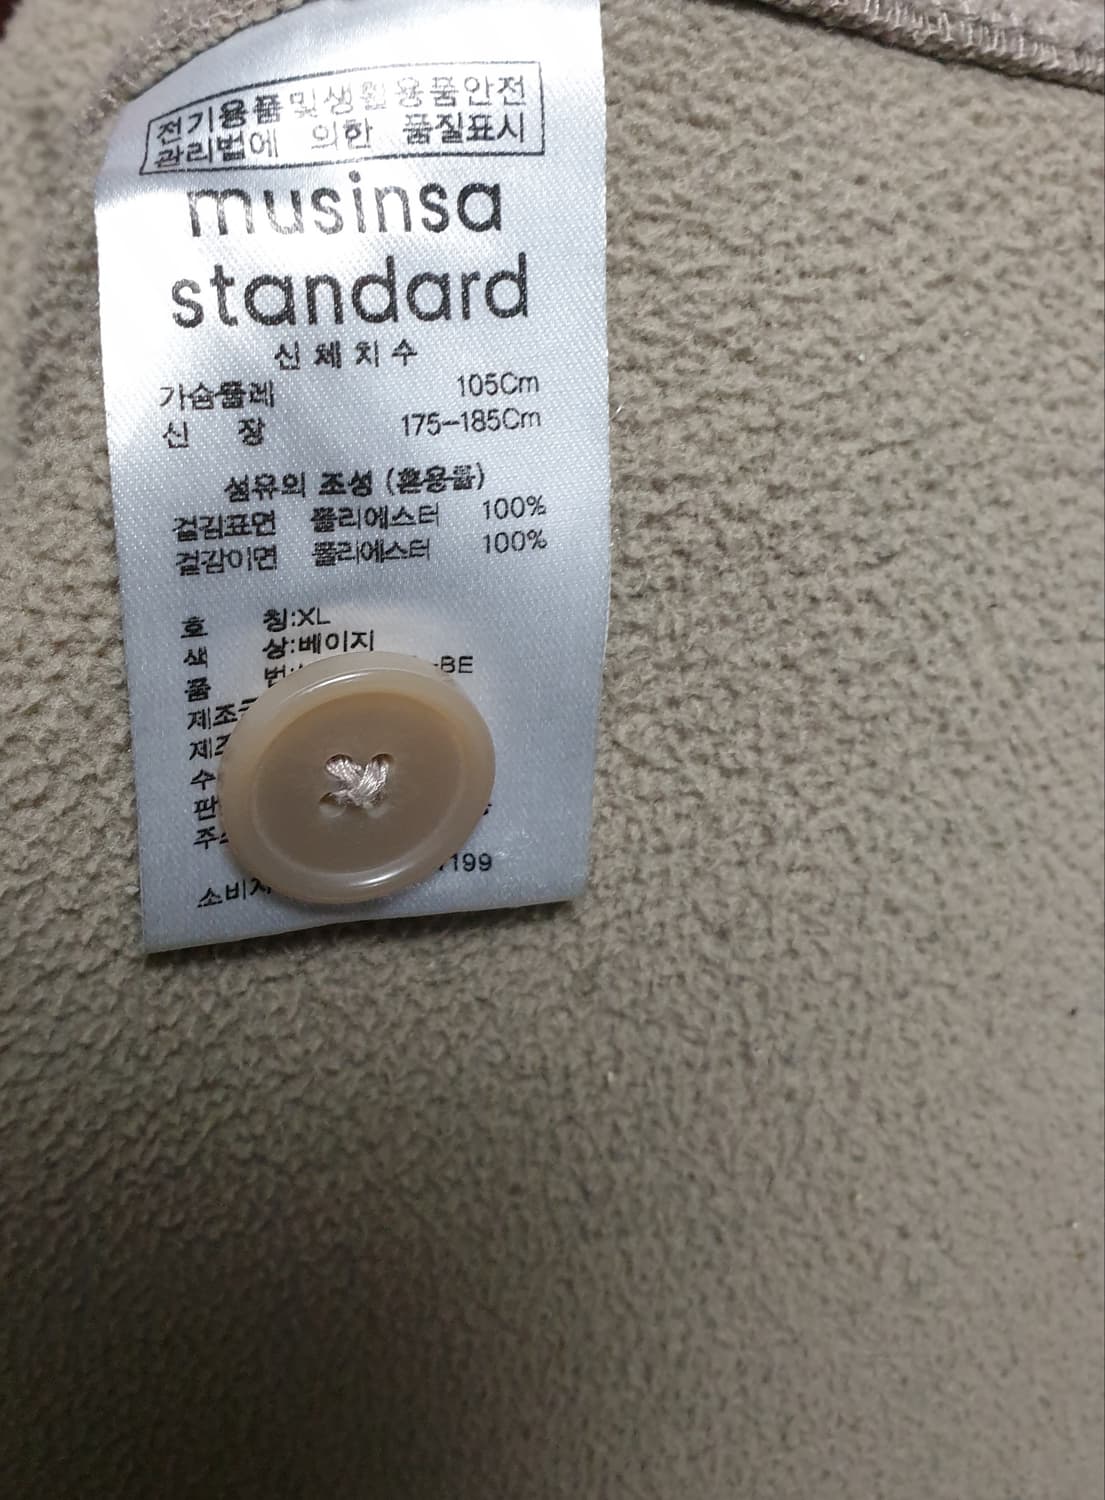 전기용품및생활용품안전
관리법에 의한 품질표시
musinsa
standard
신체치수
가슴둘레 105Cm
신 장 175-185Cm
섬유의 조성 (혼용률)
겉감표면 폴리에스터 100%
겉감이면 폴리에스터 100%
호 칭:XL
색 상:베이지
품 번: -BE
제조
제조
수
판
주소
199
소비자